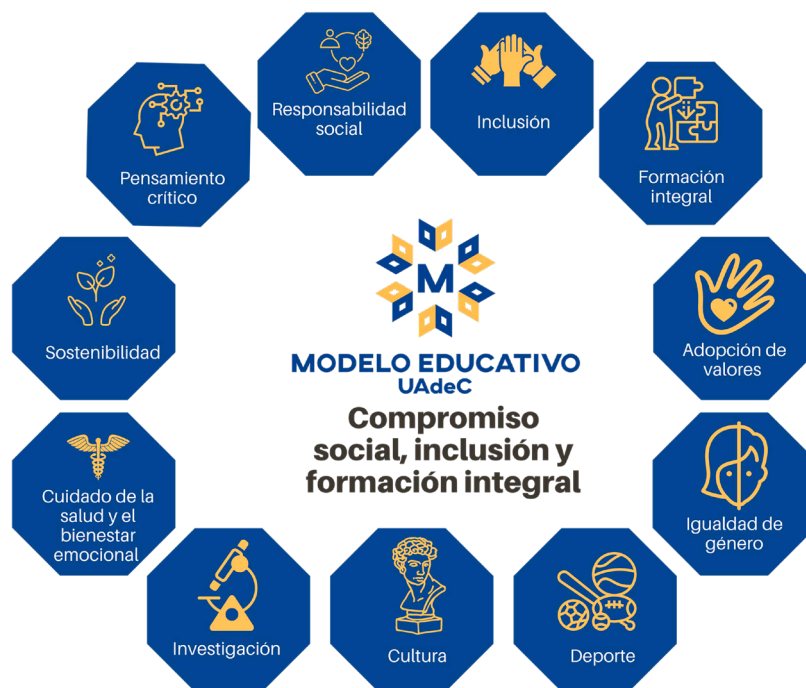 Responsabilidad
social
Inclusión
Formación
integral
Adopción de
valores
Igualdad de
género
Deporte
Cultura
Investigación
Cuidado de la
salud y el
bienestar
emocional
Sostenibilidad
Pensamiento
crítico
M
MODELO EDUCATIVO
UAdeC
Compromiso
social, inclusión y
formación integral